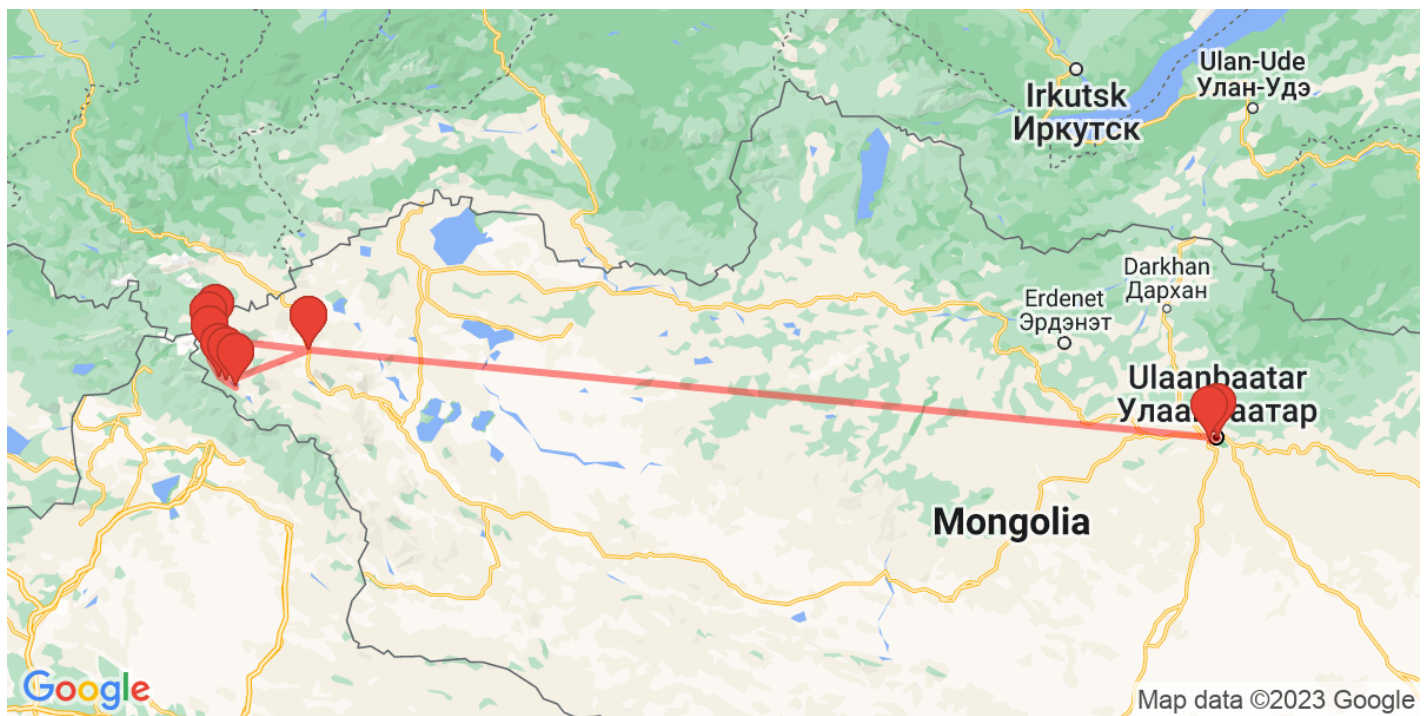 Ulan-Ude
Улан-Удэ
Irkutsk
Иркутск
Darkhan
Дархан
Erdenet
Эрдэнэт
Ulaanbaatar
Mongolia
Google
Map data ©2023 Google